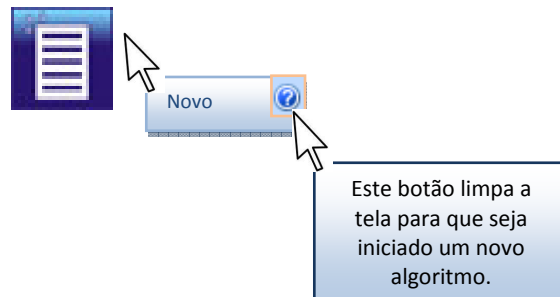 Novo
Este botão limpa a
tela para que seja
iniciado um novo
algoritmo.